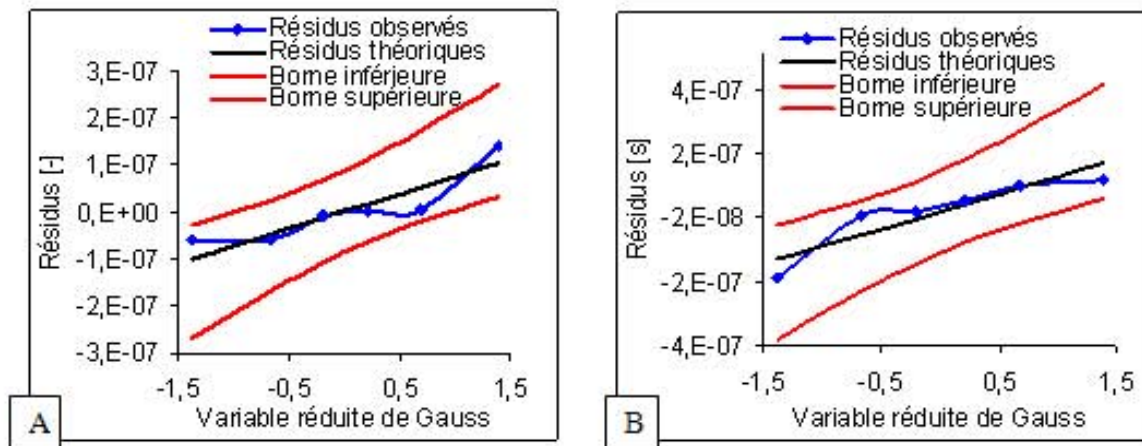 Résidus observés
Résidus théoriques
Borne inférieure
Borne supérieure
3,E-07
2,E-07
1,E-07
0,E+00
-1,E-07
-2,E-07
-3,E-07
Résidus [-]
-1,5
-0,5
0,5
1,5
Variable réduite de Gauss
A
Résidus observés
Résidus théoriques
Borne inférieure
Borne supérieure
4,E-07
2,E-07
-2,E-08
-2,E-07
-4,E-07
Résidus [s]
-1,5
-0,5
0,5
1,5
Variable réduite de Gauss
B